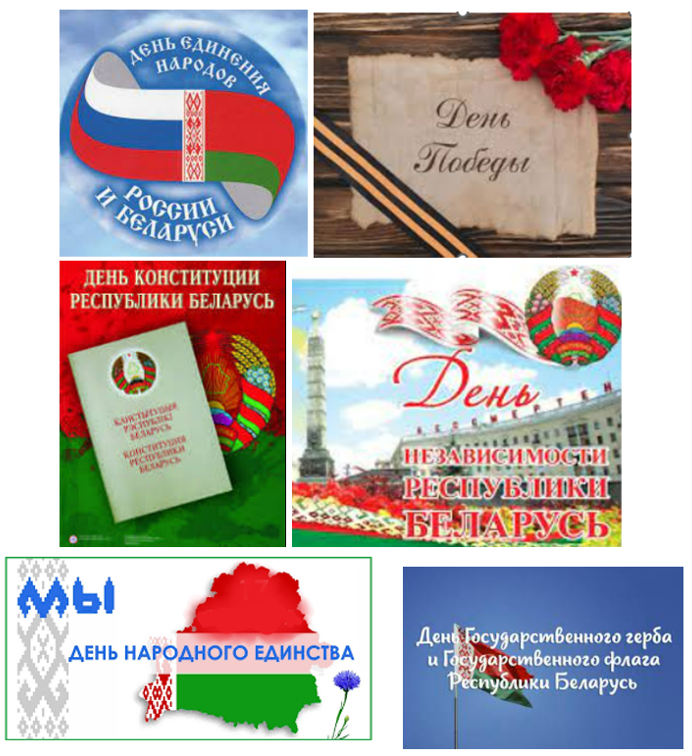 ДЕНЬ ЕДИНЕНИЯ
НАРОДОВ
РОССИИ
И БЕЛАРУСИ
День
Победы
ДЕНЬ КОНСТИТУЦИИ
РЕСПУБЛИКИ БЕЛАРУСЬ
КАНСТЫТУЦЫЯ
РЭСПУБЛІКІ
БЕЛАРУСЬ
КОНСТИТУЦИЯ
РЕСПУБЛИКИ
БЕЛАРУСЬ
День
БЕССМЕРТЕН
НЕЗАВИСИМОСТИ
РЕСПУБЛИКИ
БЕЛАРУСЬ
МЫ
ДЕНЬ НАРОДНОГО ЕДИНСТВА
День Государственного герба
и Государственного флага
Республики Беларусь